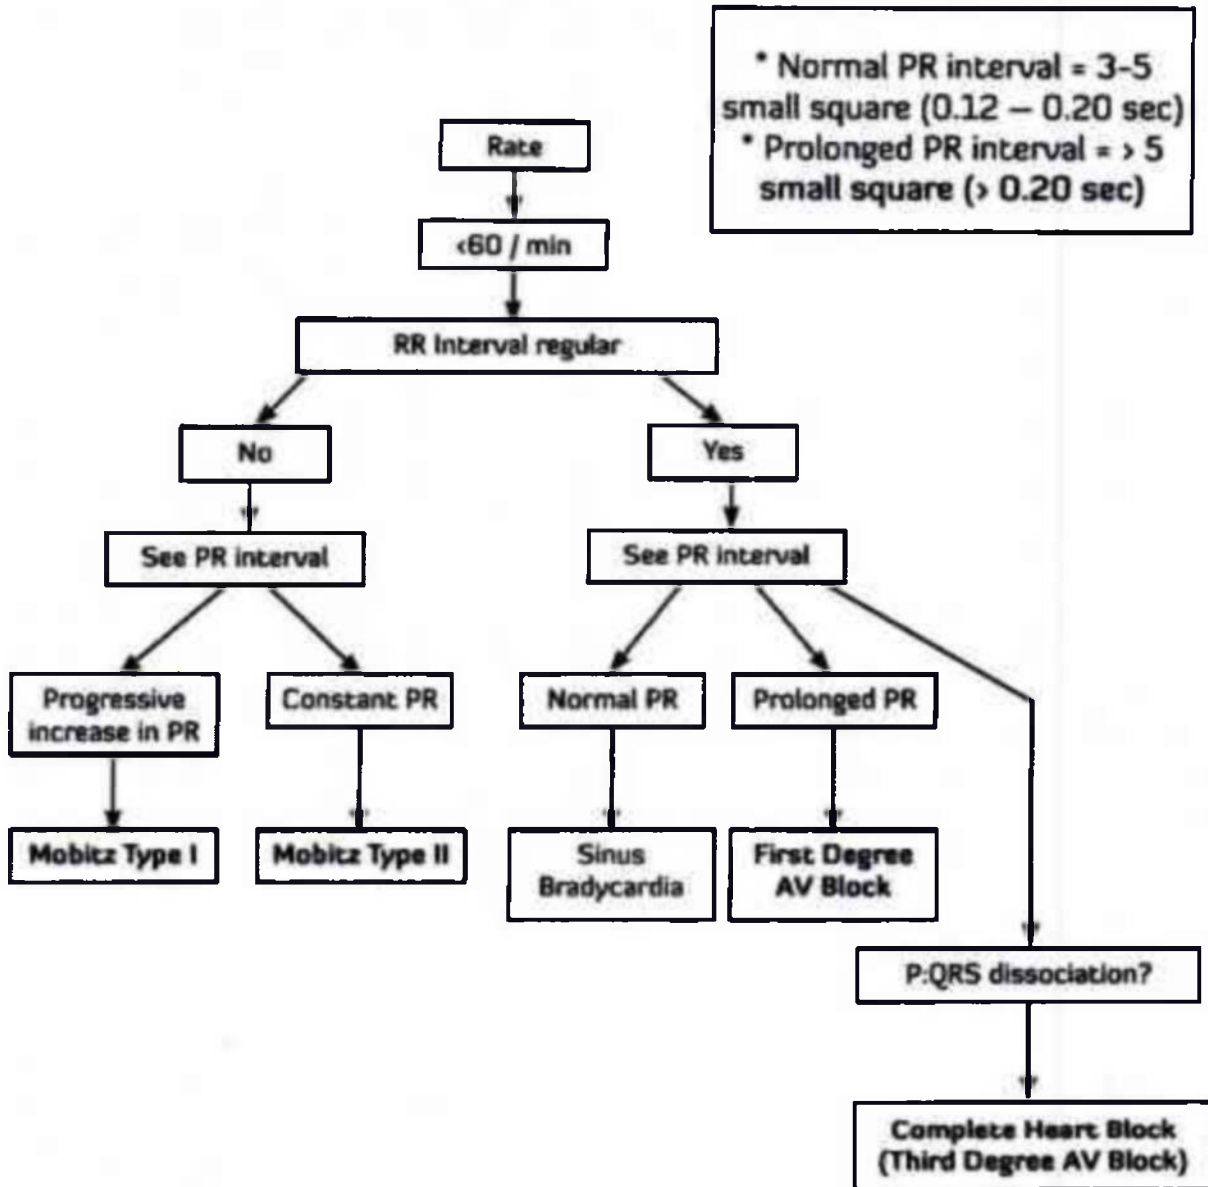 * Normal PR interval = 3-5
small square (0.12 – 0.20 sec)
* Prolonged PR interval = > 5
small square (> 0.20 sec)
Rate
<60 / min
RR Interval regular
No
Yes
See PR interval
See PR interval
Progressive
increase in PR
Constant PR
Normal PR
Prolonged PR
Mobitz Type I
Mobitz Type II
Sinus
Bradycardia
First Degree
AV Block
P:QRS dissociation?
Complete Heart Block
(Third Degree AV Block)